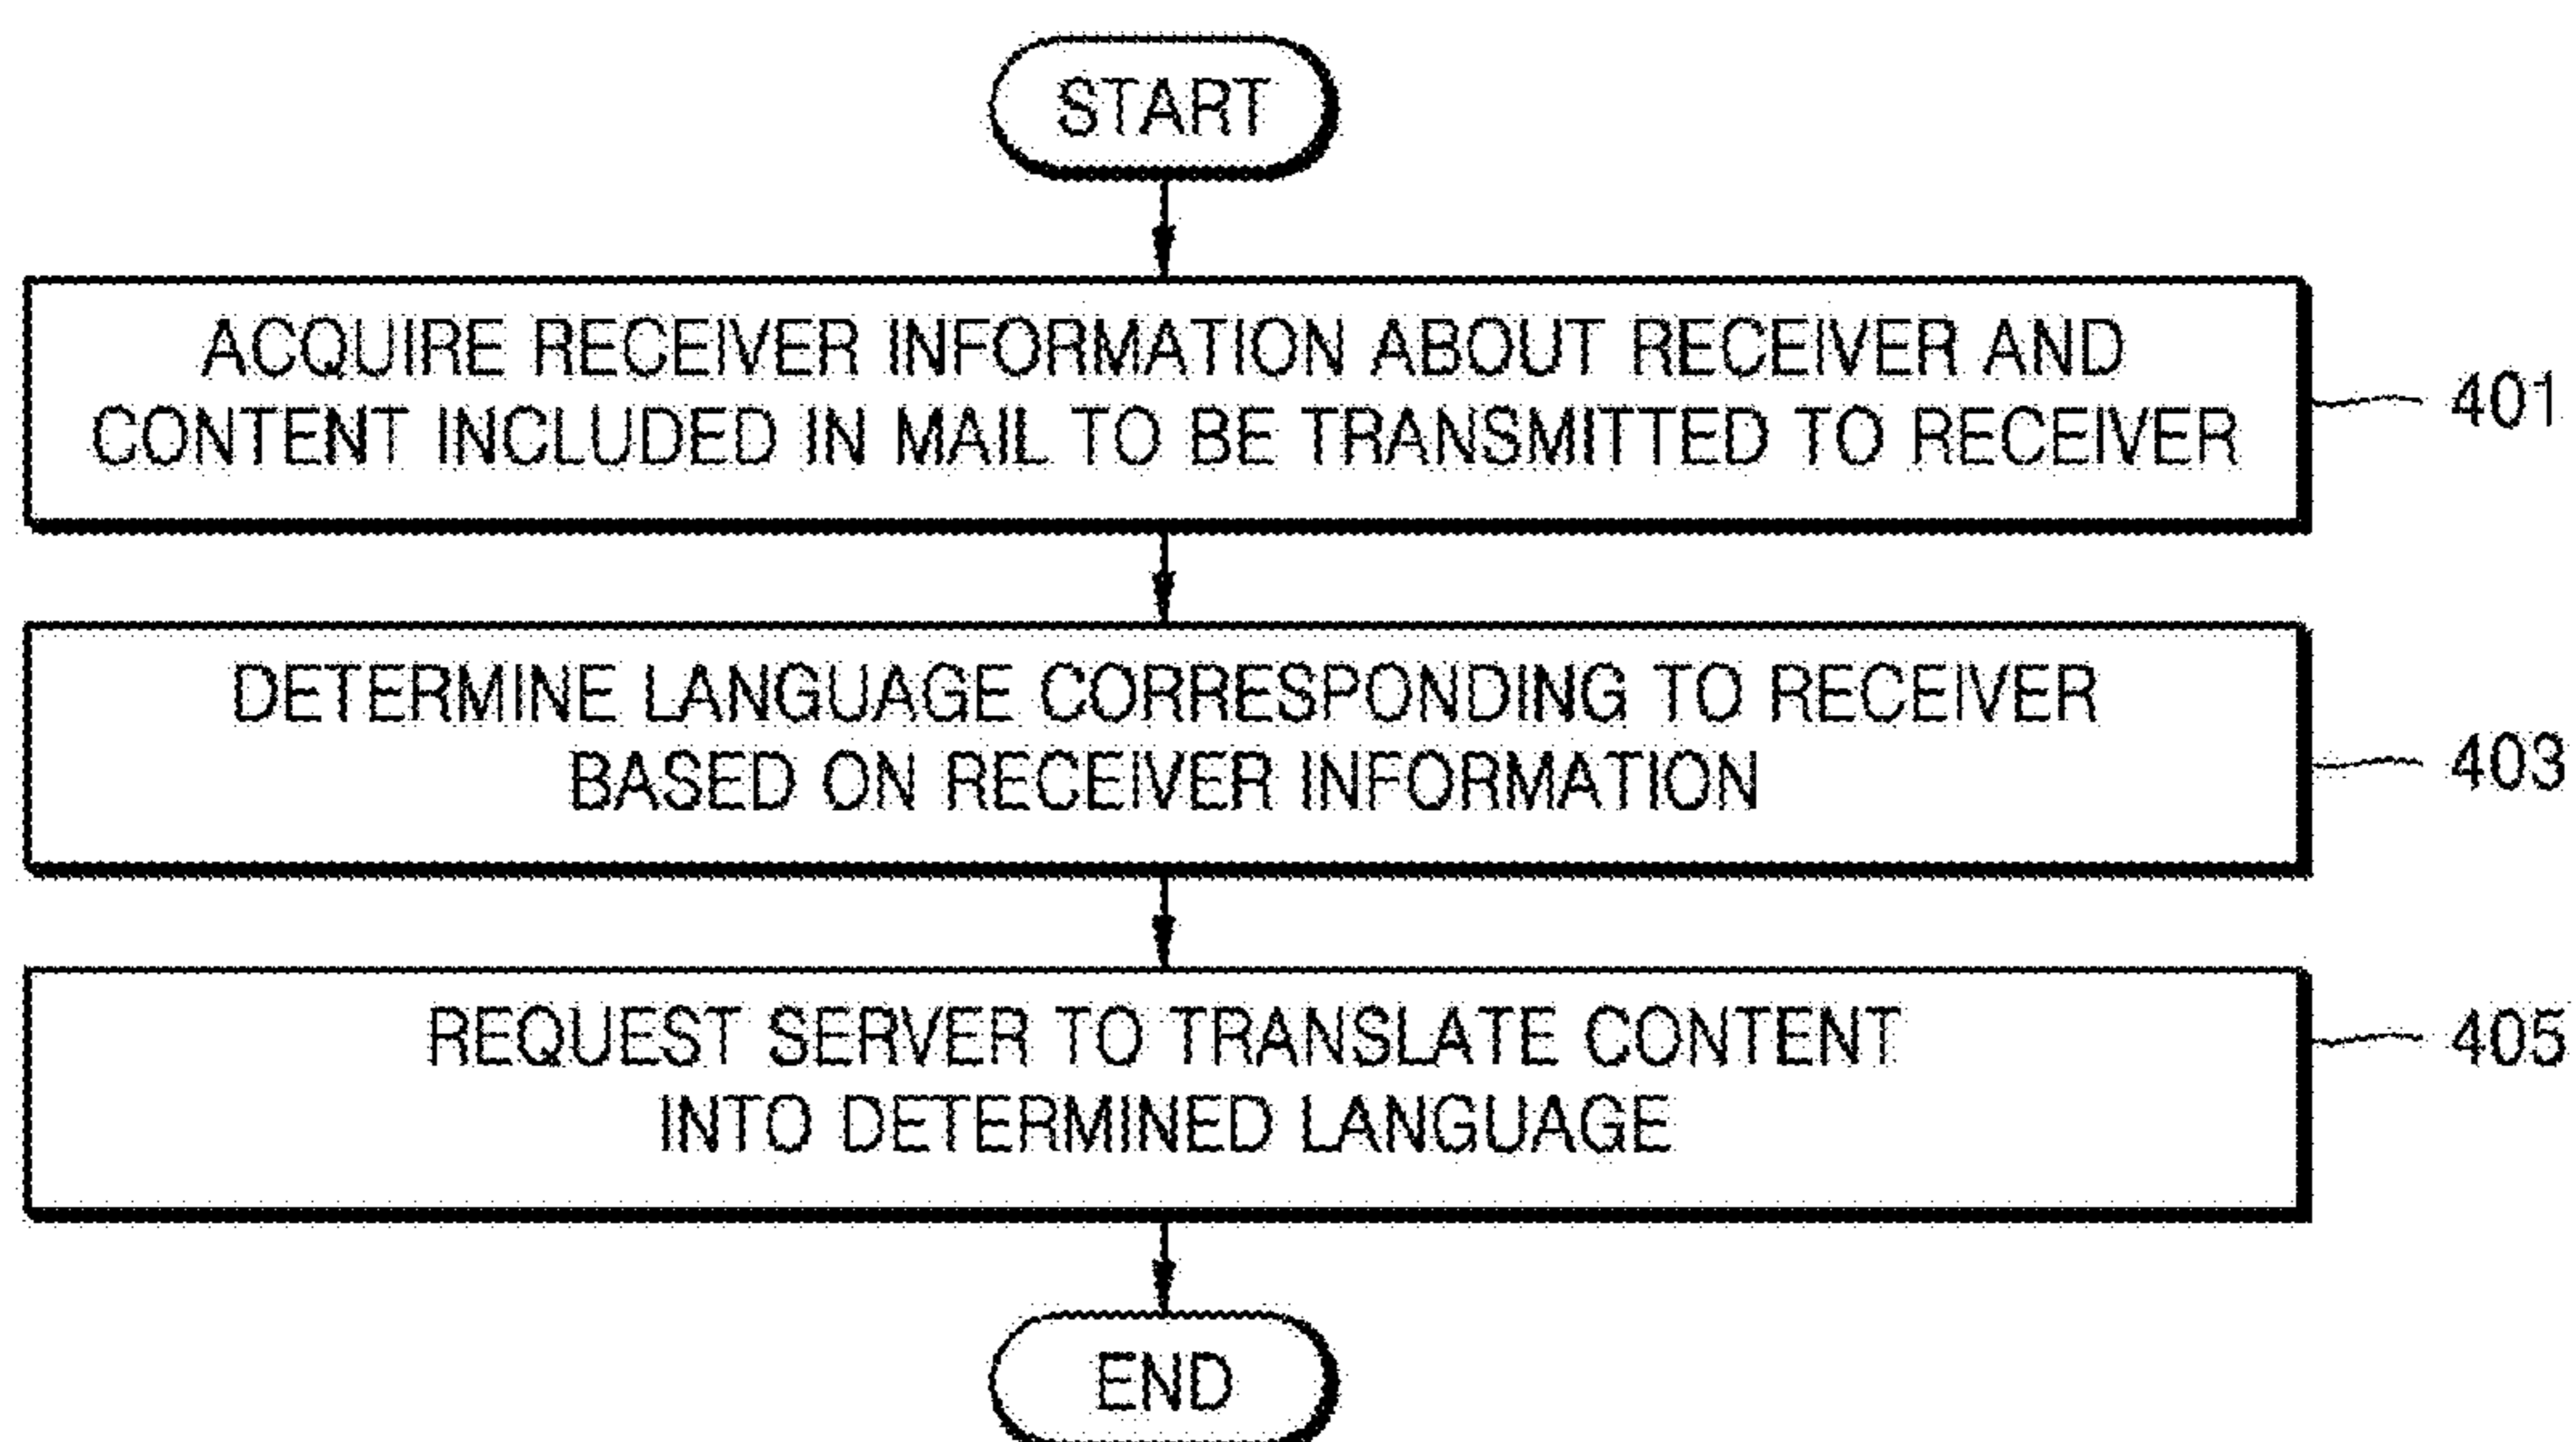 START
ACQUIRE RECEIVER INFORMATION ABOUT RECEIVER AND
CONTENT INCLUDED IN MAIL TO BE TRANSMITTED TO RECEIVER
401
DETERMINE LANGUAGE CORRESPONDING TO RECEIVER
BASED ON RECEIVER INFORMATION
403
REQUEST SERVER TO TRANSLATE CONTENT
INTO DETERMINED LANGUAGE
405
END